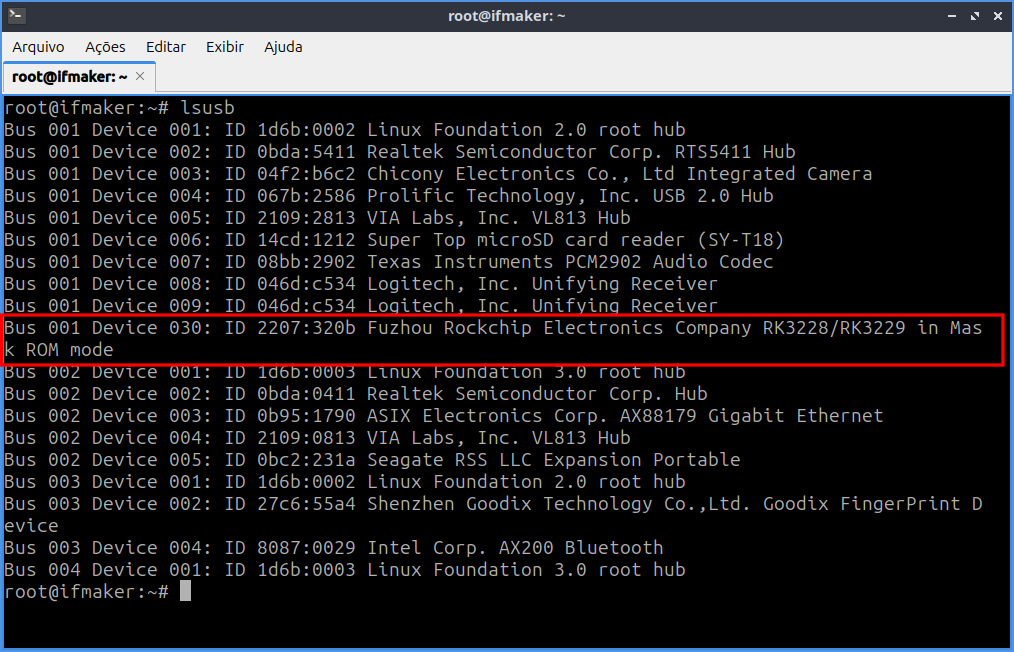 root@ifmaker: ~
Arquivo Ações Editar Exibir Ajuda
root@ifmaker: ~ ×
root@ifmaker:~# lsusb
Bus 001 Device 001: ID 1d6b:0002 Linux Foundation 2.0 root hub
Bus 001 Device 002: ID 0bda:5411 Realtek Semiconductor Corp. RTS5411 Hub
Bus 001 Device 003: ID 04f2:b6c2 Chicony Electronics Co., Ltd Integrated Camera
Bus 001 Device 004: ID 067b:2586 Prolific Technology, Inc. USB 2.0 Hub
Bus 001 Device 005: ID 2109:2813 VIA Labs, Inc. VL813 Hub
Bus 001 Device 006: ID 14cd:1212 Super Top microSD card reader (SY-T18)
Bus 001 Device 007: ID 08bb:2902 Texas Instruments PCM2902 Audio Codec
Bus 001 Device 008: ID 046d:c534 Logitech, Inc. Unifying Receiver
Bus 001 Device 009: ID 046d:c534 Logitech, Inc. Unifying Receiver
Bus 001 Device 030: ID 2207:320b Fuzhou Rockchip Electronics Company RK3228/RK3229 in Mas
k ROM mode
Bus 002 Device 001: ID 1d6b:0003 Linux Foundation 3.0 root hub
Bus 002 Device 002: ID 0bda:0411 Realtek Semiconductor Corp. Hub
Bus 002 Device 003: ID 0b95:1790 ASIX Electronics Corp. AX88179 Gigabit Ethernet
Bus 002 Device 004: ID 2109:0813 VIA Labs, Inc. VL813 Hub
Bus 002 Device 005: ID 0bc2:231a Seagate RSS LLC Expansion Portable
Bus 003 Device 001: ID 1d6b:0002 Linux Foundation 2.0 root hub
Bus 003 Device 002: ID 27c6:55a4 Shenzhen Goodix Technology Co.,Ltd. Goodix FingerPrint D
evice
Bus 003 Device 004: ID 8087:0029 Intel Corp. AX200 Bluetooth
Bus 004 Device 001: ID 1d6b:0003 Linux Foundation 3.0 root hub
root@ifmaker:~#